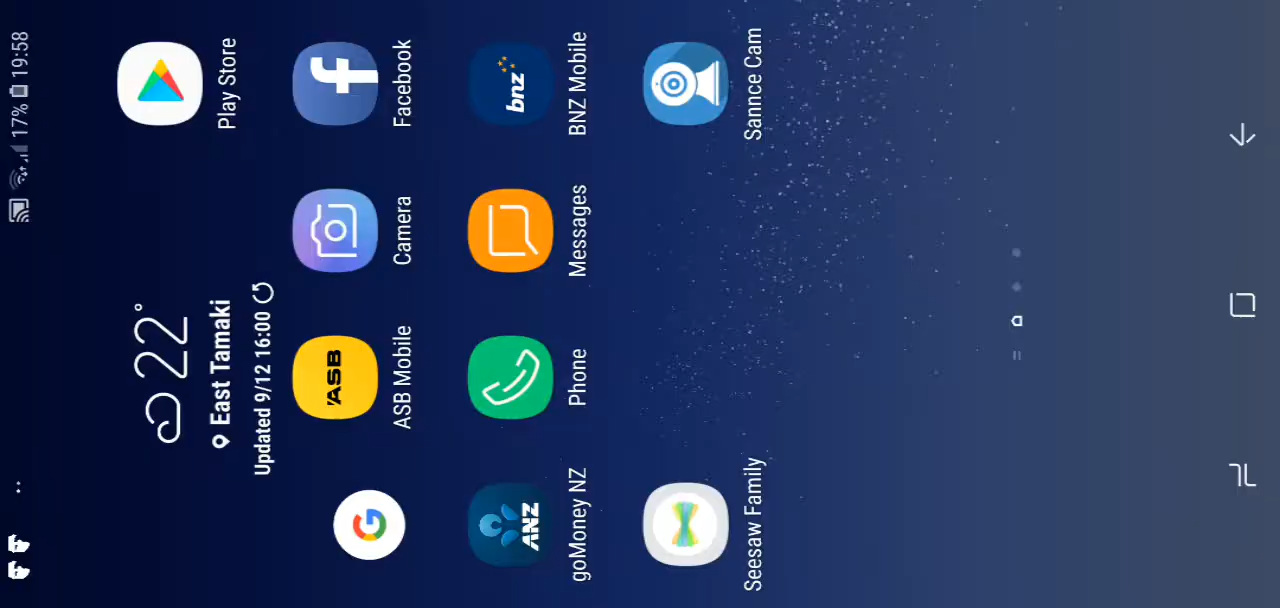 17% 19:58
22°
East Tamaki
Updated 9/12 16:00
Play Store
G
ASB
ASB Mobile
Camera
f
Facebook
ANZ
goMoney NZ
Phone
Messages
bnz
BNZ Mobile
Seesaw Family
Sannce Cam